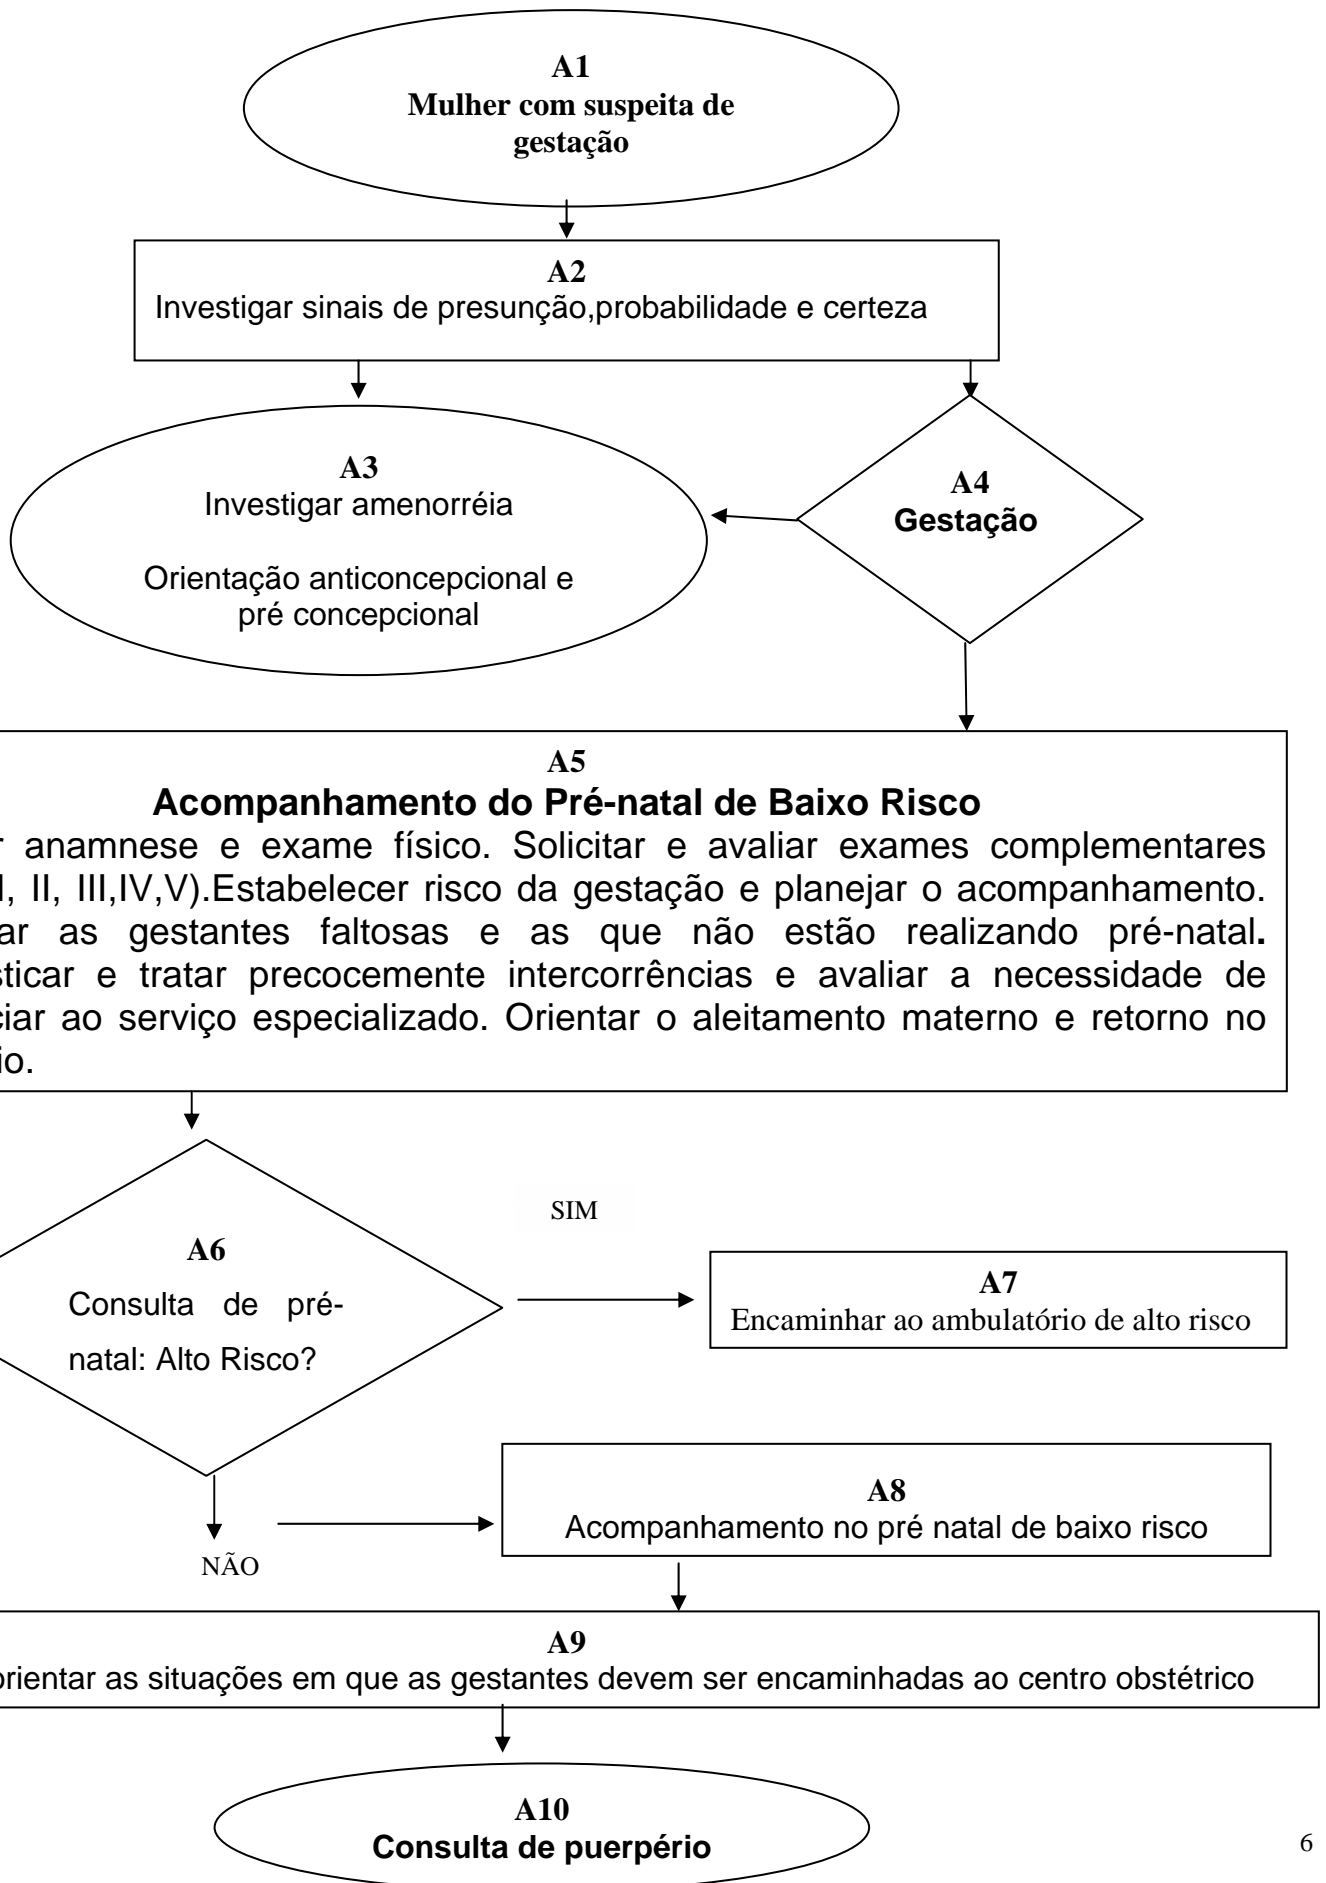 A1
Mulher com suspeita de
gestação
A2
Investigar sinais de presunção,probabilidade e certeza
A3
Investigar amenorréia
Orientação anticoncepcional e
pré concepcional
A4
Gestação
A5
Acompanhamento do Pré-natal de Baixo Risco
anamnese e exame físico. Solicitar e avaliar exames complementares
I, II, III,IV,V).Estabelecer risco da gestação e planejar o acompanhamento.
as gestantes faltosas e as que não estão realizando pré-natal.
e tratar precocemente intercorrências e avaliar a necessidade de
ao serviço especializado. Orientar o aleitamento materno e retorno no
SIM
A6
Consulta de pré-
natal: Alto Risco?
A7
Encaminhar ao ambulatório de alto risco
A8
Acompanhamento no pré natal de baixo risco
NÃO
A9
orientar as situações em que as gestantes devem ser encaminhadas ao centro obstétrico
A10
Consulta de puerpério
6